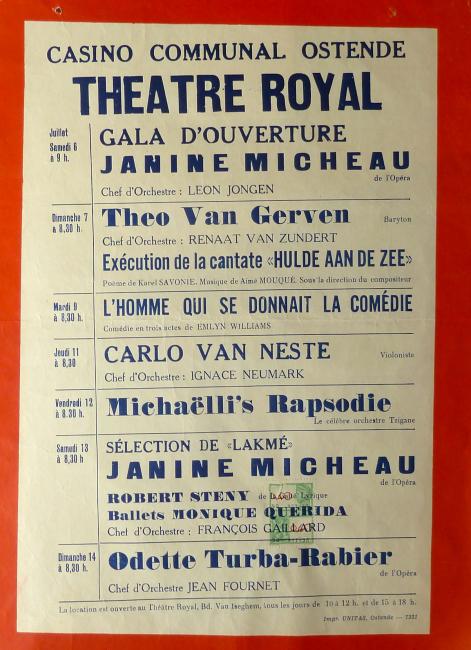 CASINO COMMUNAL OSTENDE
THEATRE ROYAL
Juillet
Samedi 6
à 9 h.
GALA D'OUVERTURE
JANINE MICHEAU
de l'Opéra
Chef d'Orchestre : LEON JONGEN
Dimanche 7
à 8,30 h.
Theo Van Gerven
Baryton
Chef d'Orchestre : RENAAT VAN ZUNDERT
Exécution de la cantate «HULDE AAN DE ZEE»
Poème de Karel SAVONIE. Musique de Aimé MOUQUÉ. Sous la direction du compositeur
Mardi 9
à 8,30 h.
L'HOMME QUI SE DONNAIT LA COMÉDIE
Comédie en trois actes de EMLYN WILLIAMS
Jeudi 11
à 8,30
CARLO VAN NESTE
Violoniste
Chef d'Orchestre : IGNACE NEUMARK
Vendredi 12
à 8.30 h.
Michaëlli's Rapsodie
Le célèbre orchestre Tzigane
Samedi 13
à 8,30 h
SÉLECTION DE «LAKMÉ»
JANINE MICHEAU
de l'Opéra
ROBERT STENY de Lyrique
Ballets MONIQUE QUERIDA
Chef d'Orchestre : FRANÇOIS GAILLARD
Dimanche 14
à 8,30 h.
Odette Turba-Rabier
de l'Opéra
Chef d'Orchestre JEAN FOURNET
La location est ouverte au Théâtre Royal, Bd. Van Iseghem, tous les jours de 10 à 12 h. et de 15 à 18 h.
Impr. UNITAS, Ostende — 7321